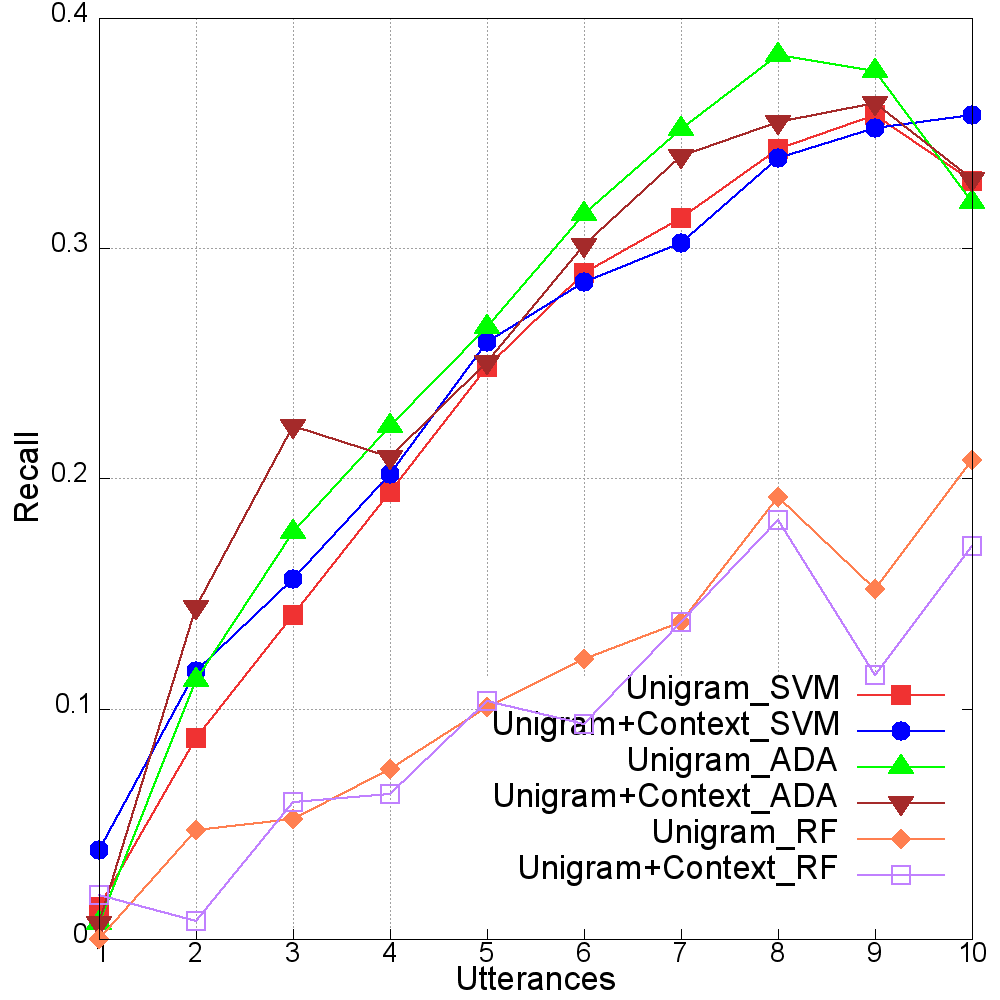 0.4
0.3
0.2
0.1
0
Recall
Unigram_SVM
Unigram+Context_SVM
Unigram_ADA
Unigram+Context_ADA
Unigram_RF
Unigram+Context_RF
1 2 3 4 5 6 7 8 9 10
Utterances